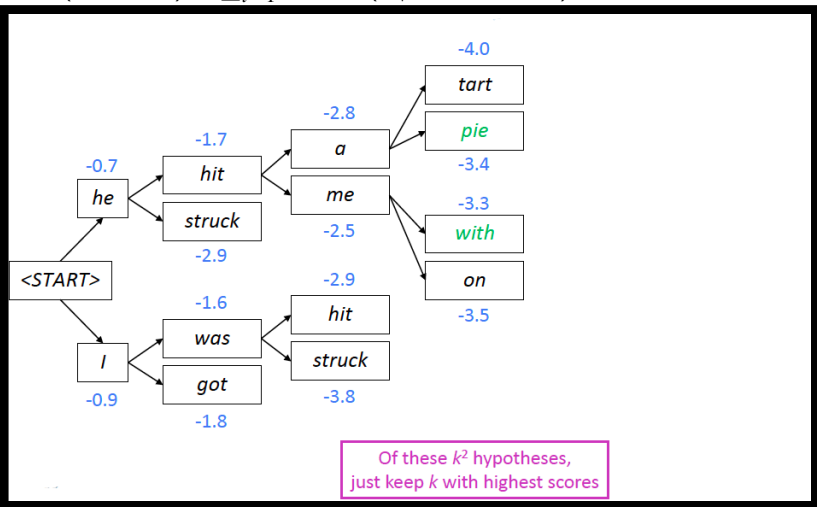 -4.0
tart
-2.8
pie
-1.7
a
-3.4
-0.7
hit
me
-3.3
he
struck
-2.5
with
-2.9
-2.9
<START>
on
-1.6
hit
-3.5
was
I
struck
got
-0.9
-3.8
-1.8
Of these k² hypotheses,
just keep k with highest scores